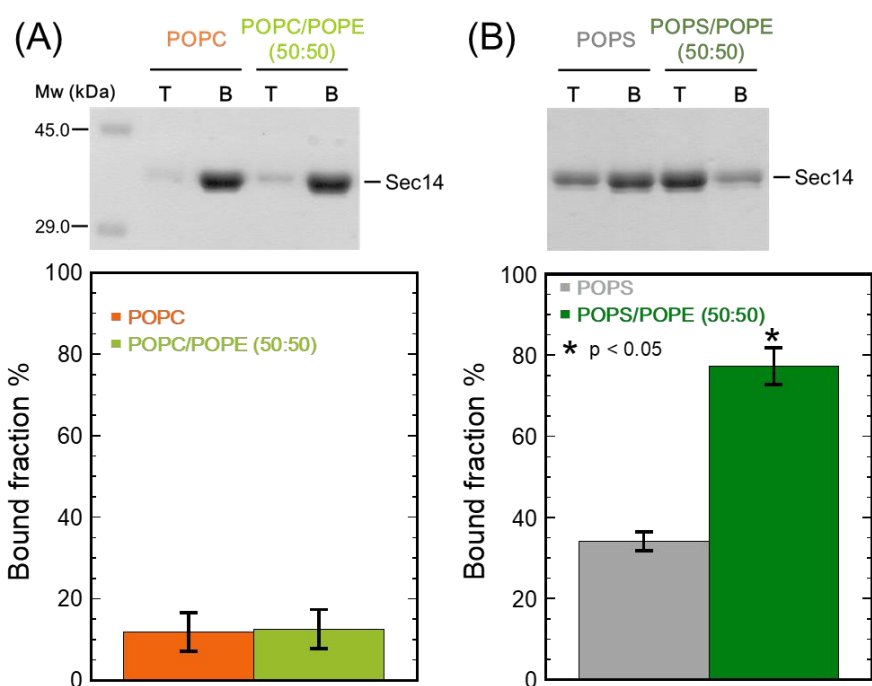 (A)
POPC POPC/POPE
(50:50)
Mw (kDa) T B T B
45.0
Sec14
29.0
100
80
60
40
20
0
Bound fraction %
POPC
POPC/POPE (50:50)
(B)
POPS POPS/POPE
(50:50)
T B T B
Sec14
100
80
60
40
20
0
Bound fraction %
POPS
POPS/POPE (50:50)
* p < 0.05
*